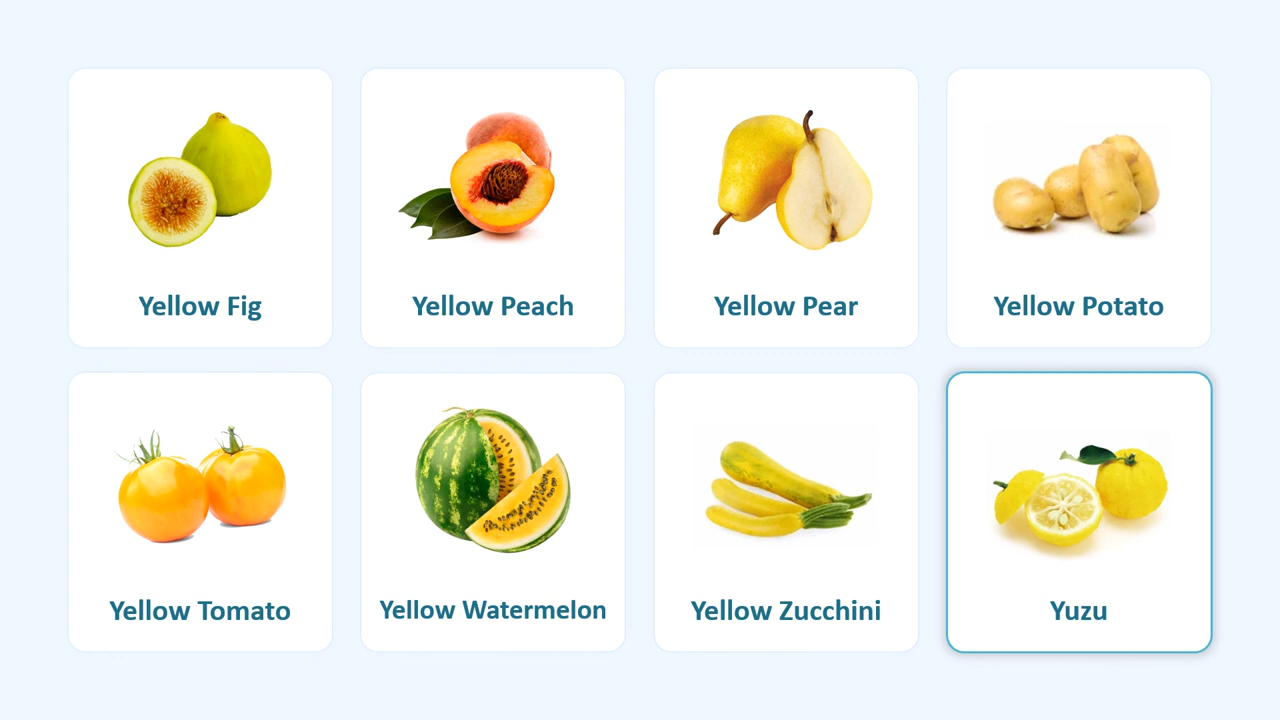 Yellow Fig
Yellow Peach
Yellow Pear
Yellow Potato
Yellow Tomato
Yellow Watermelon
Yellow Zucchini
Yuzu